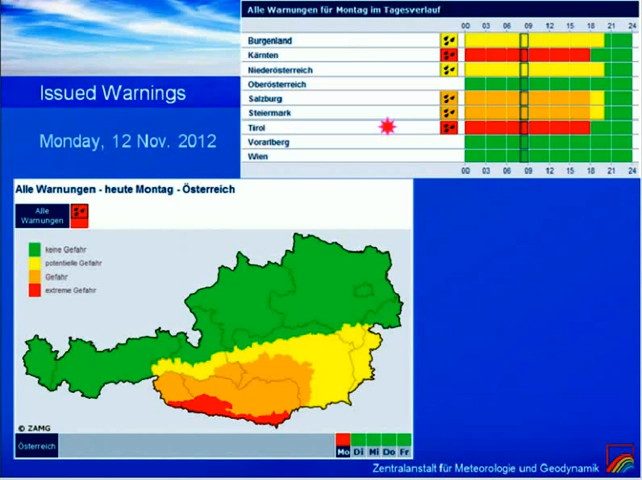 Alle Warnungen für Montag im Tagesverlauf
00 03 06 09 12 15 18 21 24
Burgenland
Kärnten
Niederösterreich
Oberösterreich
Salzburg
Steiermark
Tirol
Vorarlberg
Wien
00 03 06 09 12 15 18 21 24
Issued Warnings
Monday, 12 Nov. 2012
Alle Warnungen - heute Montag - Österreich
Alle
Warnungen
keine Gefahr
potentielle Gefahr
Gefahr
extreme Gefahr
© ZAMG
Österreich
Mo Di Mi Do Fr
Zentralanstalt für Meteorologie und Geodynamik